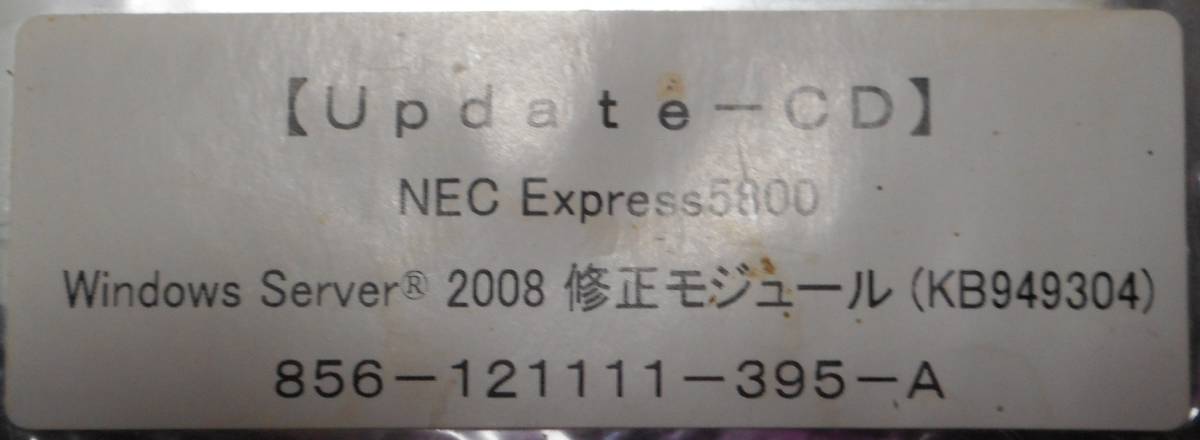 【Update－CD】
NEC Express5800
Windows Server® 2008 修正モジュール (KB949304)
856－121111－395－A